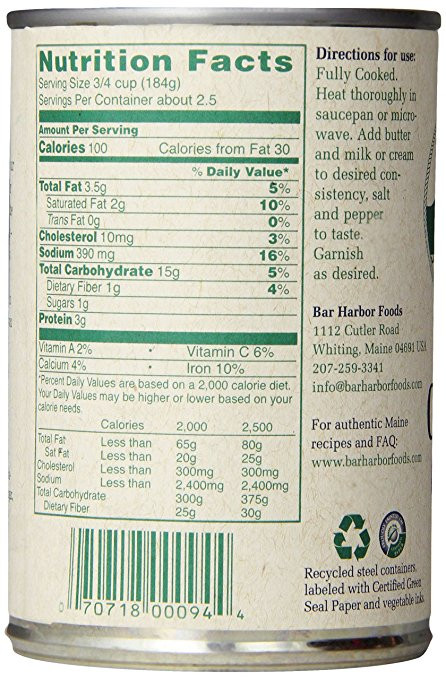 Nutrition Facts
Serving Size 3/4 cup (184g)
Servings Per Container about 2.5
Amount Per Serving
Calories 100 Calories from Fat 30
% Daily Value*
Total Fat 3.5g 5%
Saturated Fat 2g 10%
Trans Fat 0g 0%
Cholesterol 10mg 3%
Sodium 390 mg 16%
Total Carbohydrate 15g 5%
Dietary Fiber 1g 4%
Sugars 1g
Protein 3g
Vitamin A 2% • Vitamin C 6%
Calcium 4% • Iron 10%
*Percent Daily Values are based on a 2,000 calorie diet.
Your Daily Values may be higher or lower based on your
calorie needs.
Calories 2,000 2,500
Total Fat Less than 65g 80g
Sat Fat Less than 20g 25g
Cholesterol Less than 300mg 300mg
Sodium Less than 2,400mg 2,400mg
Total Carbohydrate 300g 375g
Dietary Fiber 25g 30g
0 70718 00094 4
Directions for use:
Fully Cooked.
Heat thoroughly in
saucepan or micro-
wave. Add butter
and milk or cream
to desired con-
sistency, salt
and pepper
to taste.
Garnish
as desired.
Bar Harbor Foods
1112 Cutler Road
Whiting, Maine 04691 USA
207-259-3341
info@barharborfoods.com
For authentic Maine
recipes and FAQ:
www.barharborfoods.com
Recycled steel containers,
labeled with Certified Green
Seal Paper and vegetable inks.